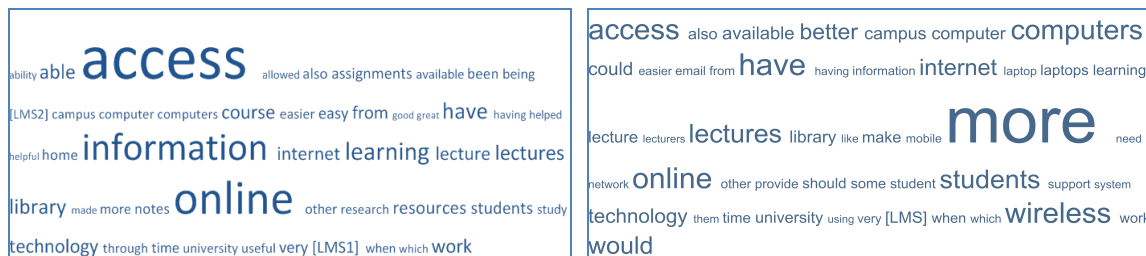 ability able access allowed also assignments available been being
[LMS2] campus computer computers course easier easy from good great have having helped
helpful home information internet learning lecture lectures
library made more notes online other research resources students study
technology through time university useful very [LMS1] when which work
access also available better campus computer computers
could easier email from have having information internet laptop laptops learning
lecture lecturers lectures library like make mobile more need
network online other provide should some student students support system
technology them time university using very [LMS] when which wireless work
would